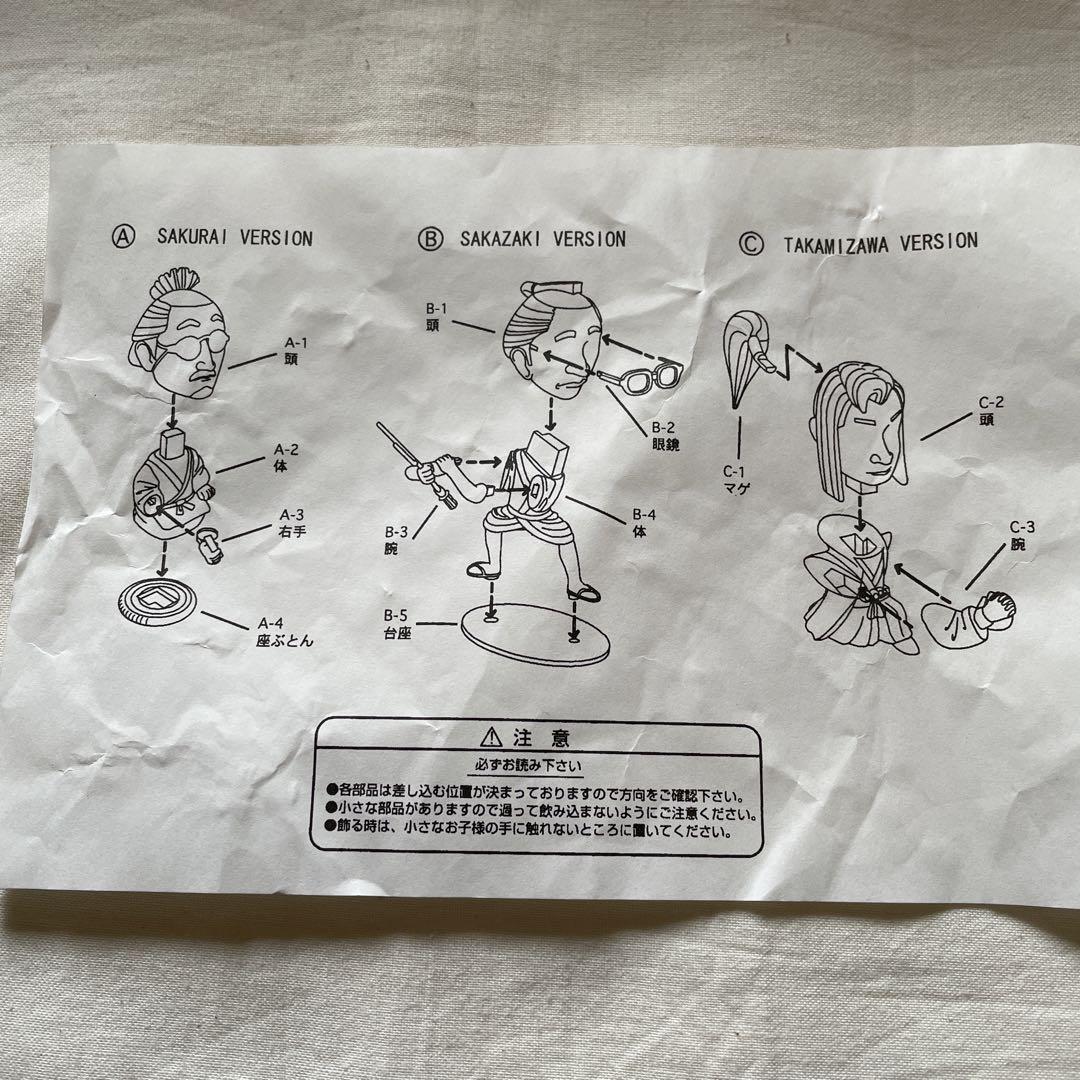 Ⓐ SAKURAI VERSION
A-1
頭
A-2
体
A-3
右手
A-4
座ぶとん
Ⓑ SAKAZAKI VERSION
B-1
頭
B-2
眼鏡
B-3
腕
B-4
体
B-5
台座
Ⓒ TAKAMIZAWA VERSION
C-1
マゲ
C-2
頭
C-3
腕
⚠ 注 意
必ずお読み下さい
●各部品は差し込む位置が決まっておりますので方向をご確認下さい。
●小さな部品がありますので過って飲み込まないようにご注意ください。
●飾る時は、小さなお子様の手に触れないところに置いてください。